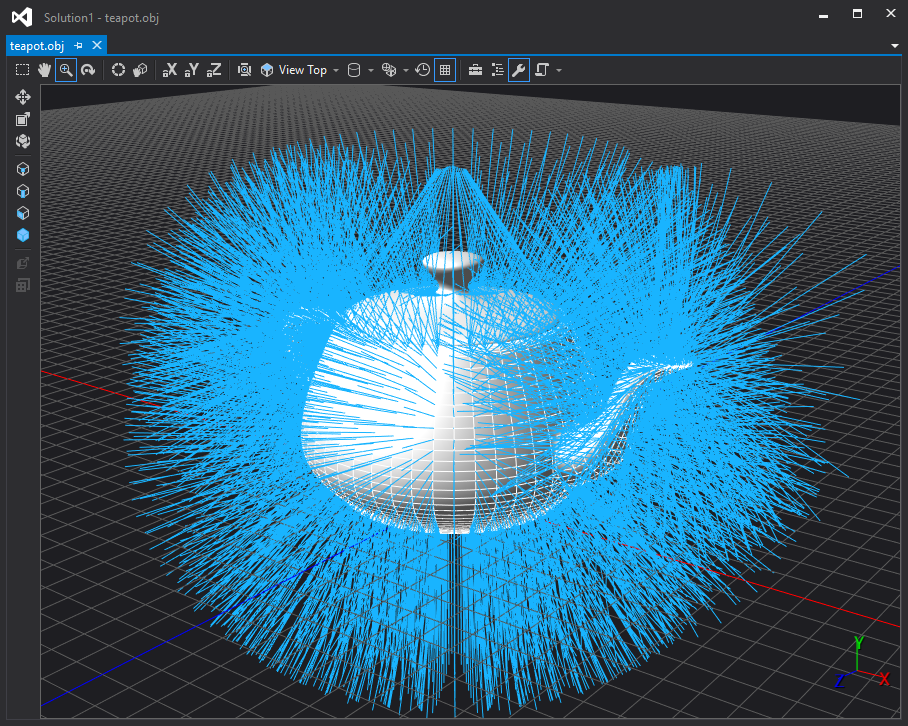 Solution1 - teapot.obj
teapot.obj
X Y Z View Top
Y
Z X